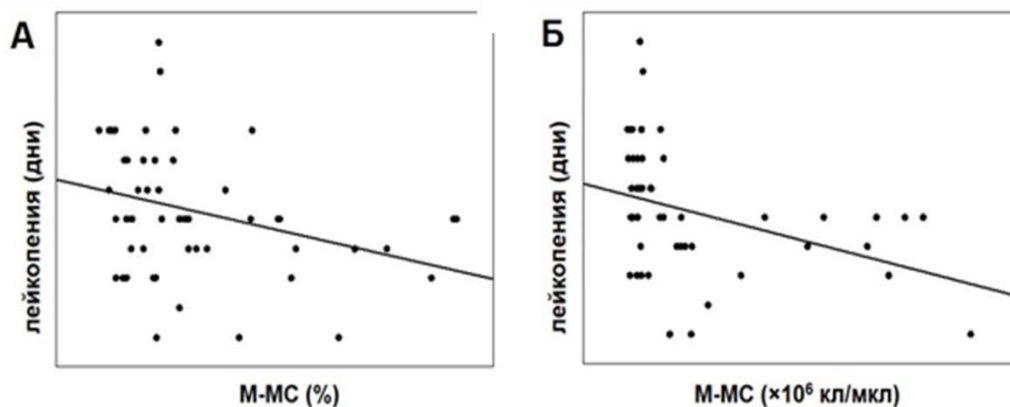 А
Б
лейкопения (дни)
лейкопения (дни)
М-МС (%)
М-МС (×10⁶ кл/мкл)